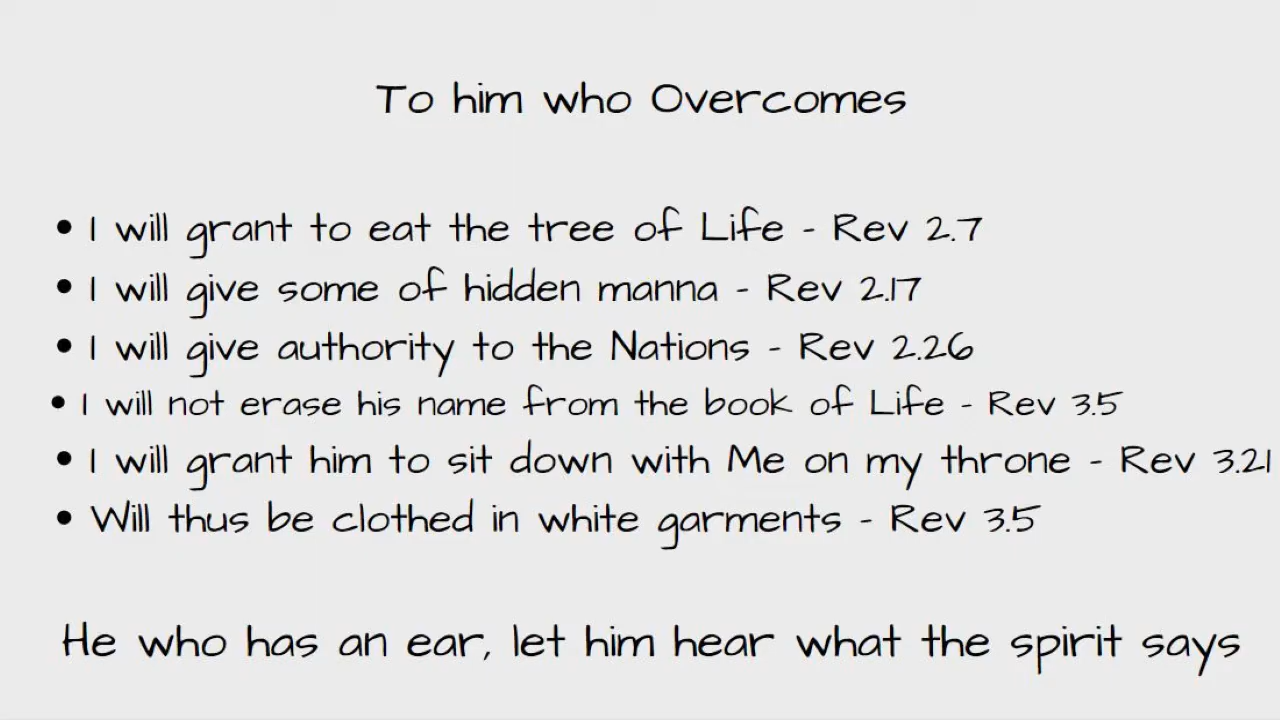 To him who Overcomes
• I will grant to eat the tree of Life - Rev 2.7
• I will give some of hidden manna - Rev 2.17
• I will give authority to the Nations - Rev 2.26
• I will not erase his name from the book of Life - Rev 3.5
• I will grant him to sit down with Me on my throne - Rev 3.21
• Will thus be clothed in white garments - Rev 3.5
He who has an ear, let him hear what the spirit says